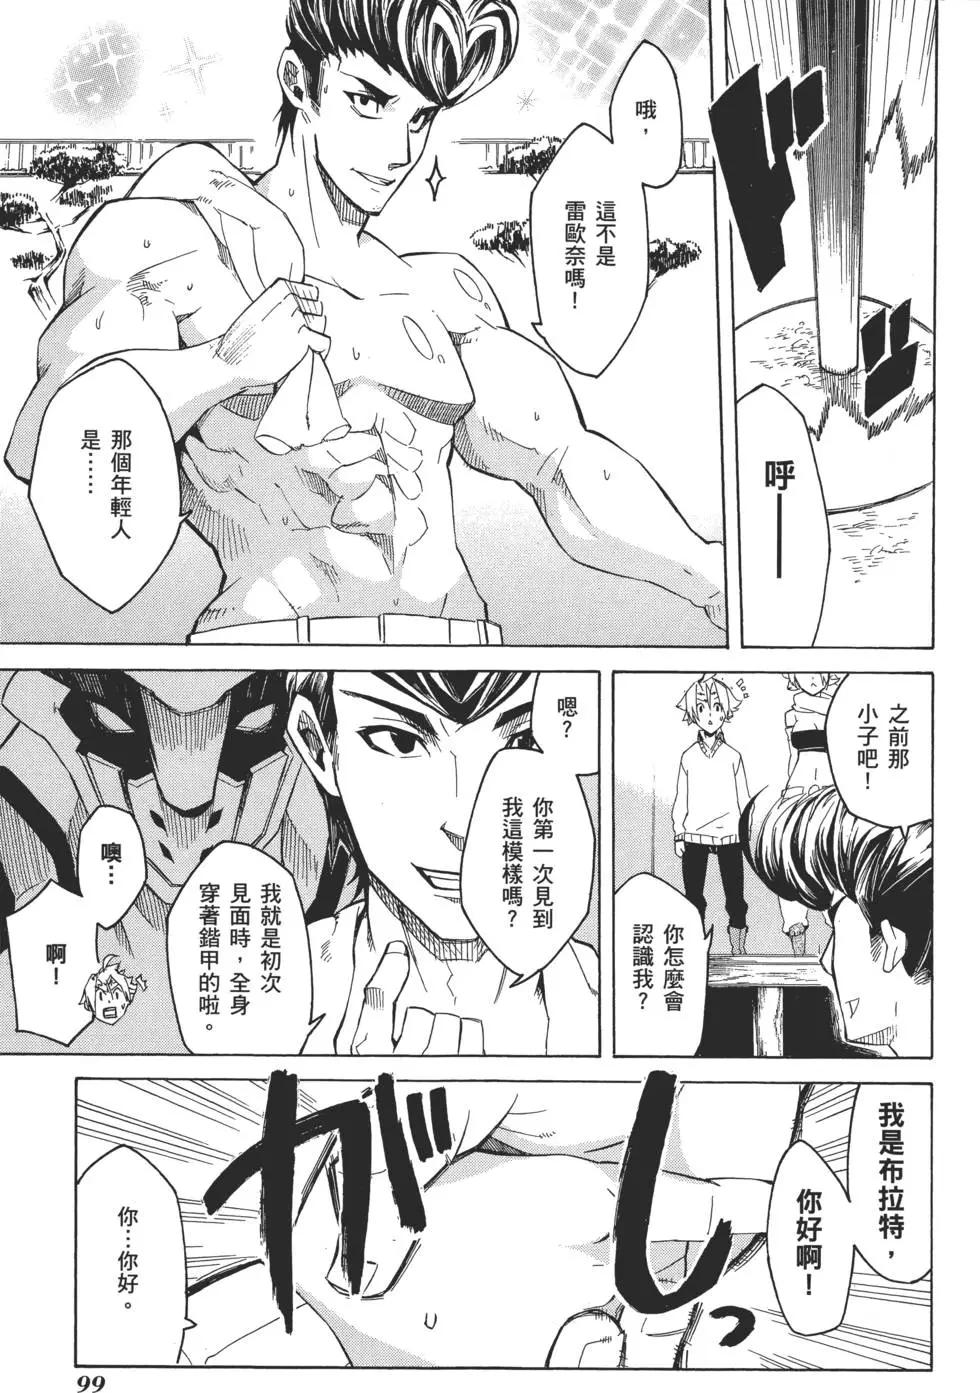 ドドド
呼——
哦，
這不是
雷歐奈嗎！
那個年輕人
是……
之前那
小子吧！
你怎麼會
認識我？
嗯？
你第一次見到
我這模樣嗎？
我就是初次
見面時，全身
穿著鎧甲的啦。
噢…
啊！
我是布拉特，
你好啊！
ガしっ
你…你好。
99